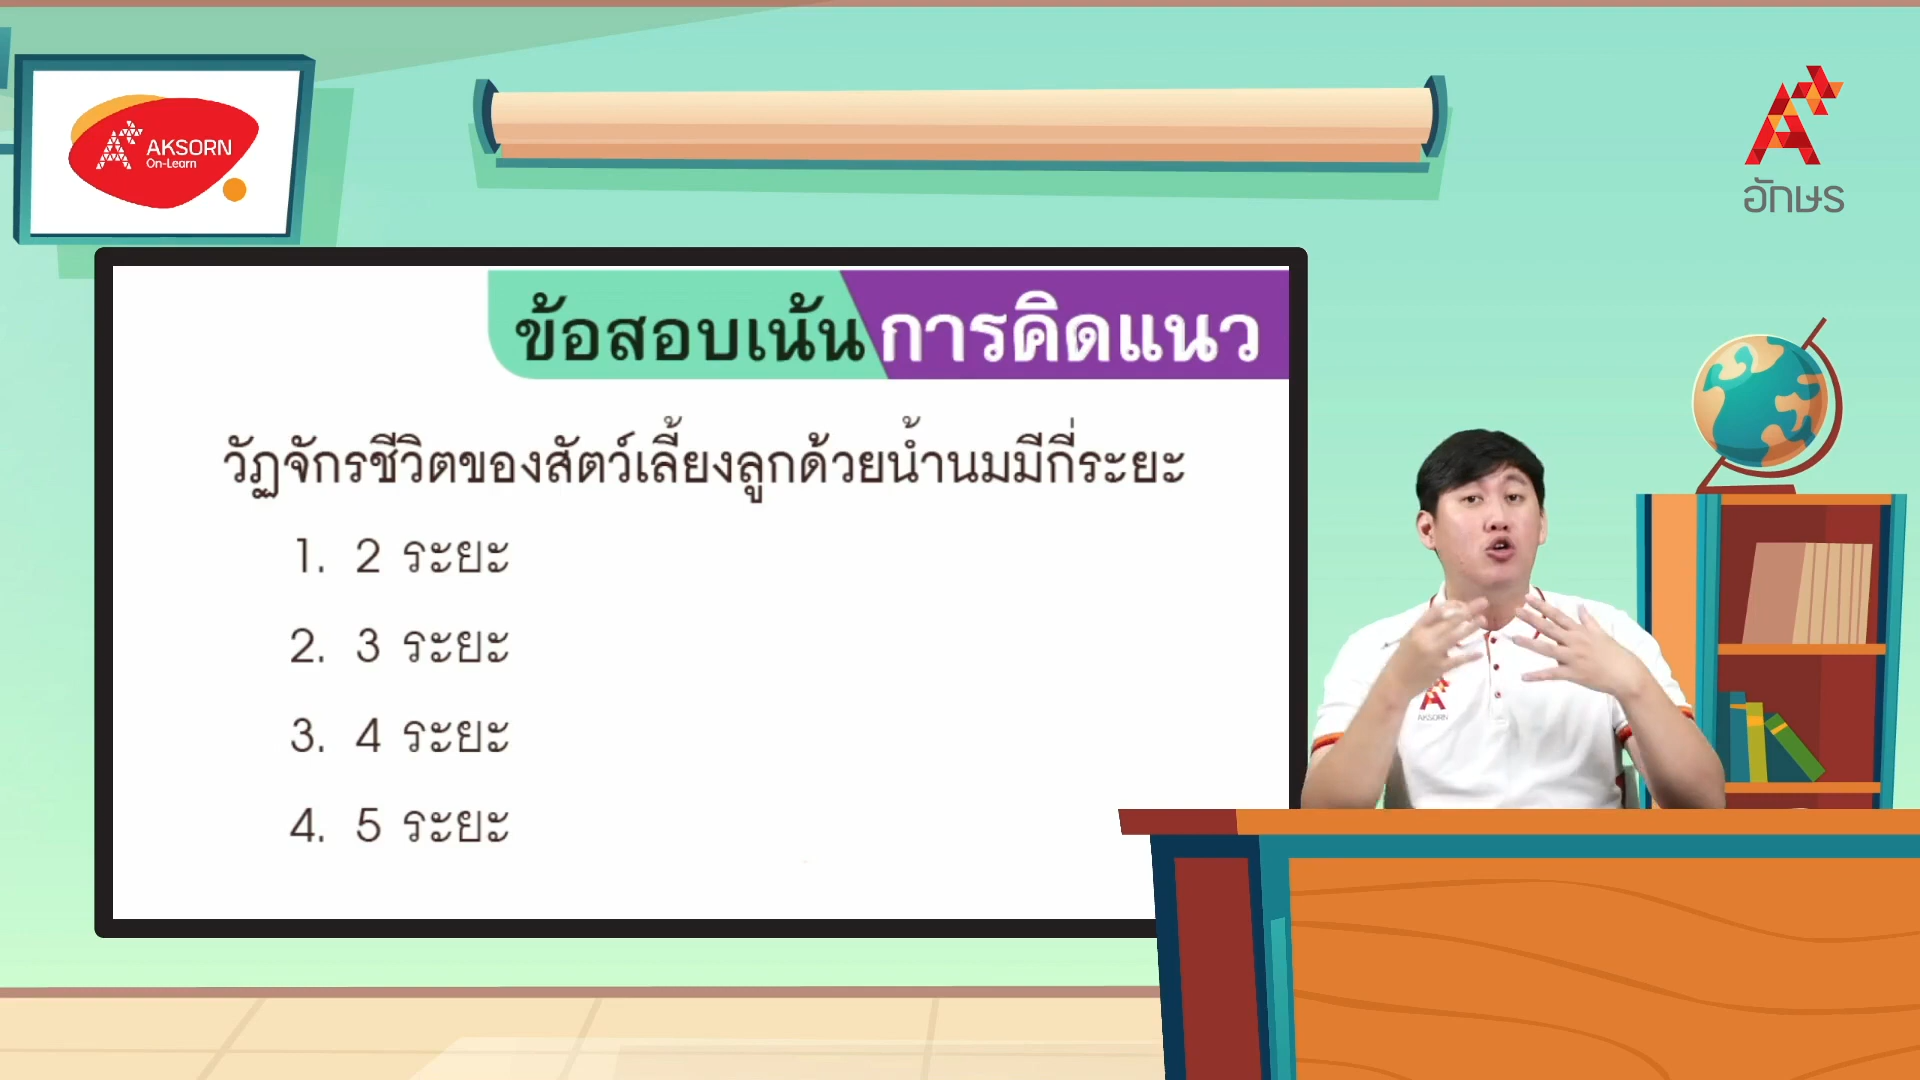 AKSORN
On-Learn
อักษร
ข้อสอบเน้นการคิดแนว
วัฏจักรชีวิตของสัตว์เลี้ยงลูกด้วยน้ำนมมีกี่ระยะ
1. 2 ระยะ
2. 3 ระยะ
3. 4 ระยะ
4. 5 ระยะ
AKSORN